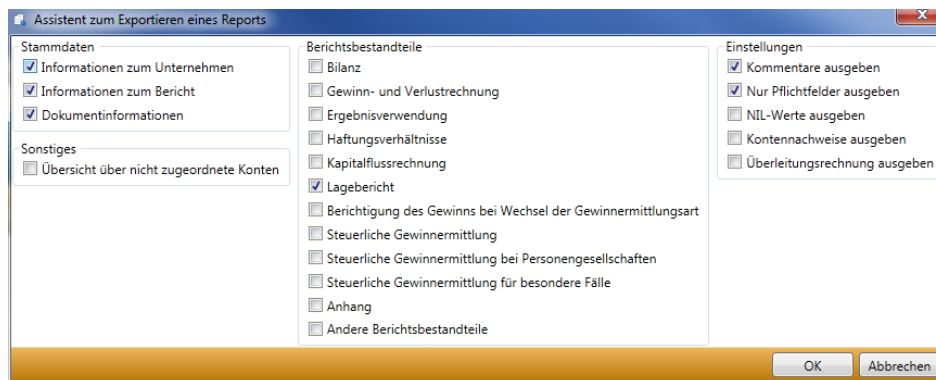 Assistent zum Exportieren eines Reports
Stammdaten
Informationen zum Unternehmen
Informationen zum Bericht
Dokumentinformationen
Sonstiges
Übersicht über nicht zugeordnete Konten
Berichtsbestandteile
Bilanz
Gewinn- und Verlustrechnung
Ergebnisverwendung
Haftungsverhältnisse
Kapitalflussrechnung
Lagebericht
Berichtigung des Gewinns bei Wechsel der Gewinnermittlungsart
Steuerliche Gewinnermittlung
Steuerliche Gewinnermittlung bei Personengesellschaften
Steuerliche Gewinnermittlung für besondere Fälle
Anhang
Andere Berichtsbestandteile
Einstellungen
Kommentare ausgeben
Nur Pflichtfelder ausgeben
NIL-Werte ausgeben
Kontennachweise ausgeben
Überleitungsrechnung ausgeben
OK
Abbrechen